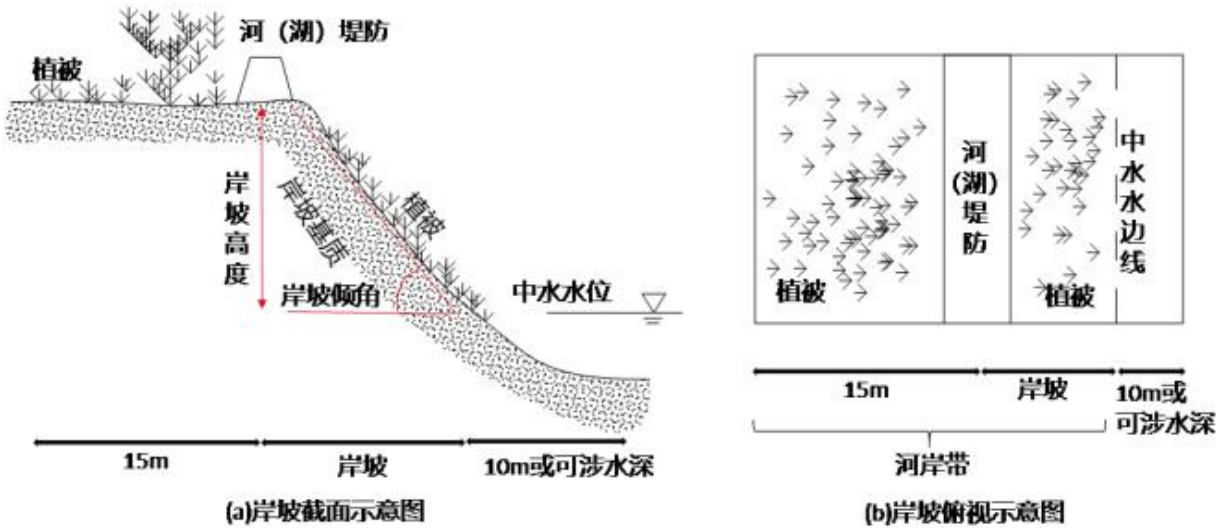 河（湖）堤防
植被
岸坡高度
岸坡基质
植被
岸坡倾角
中水水位
15m
岸坡
10m或可涉水深
(a)岸坡截面示意图
植被
河（湖）堤防
植被
中水水边线
15m
岸坡
10m或
可涉水深
河岸带
(b)岸坡俯视示意图